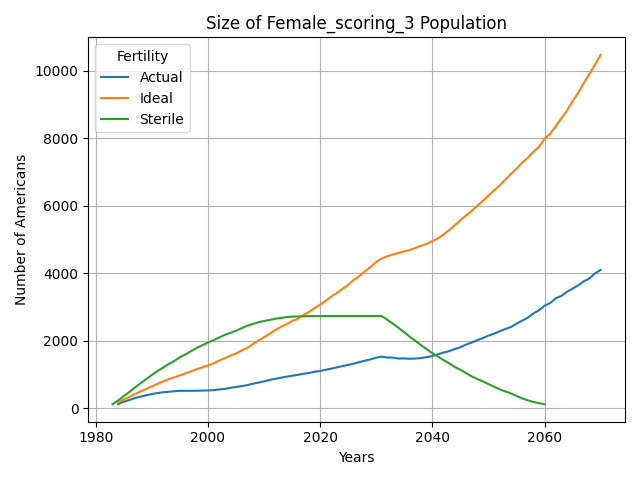 Size of Female_scoring_3 Population
Fertility
Actual
Ideal
Sterile
Number of Americans
10000
8000
6000
4000
2000
0
1980
2000
2020
2040
2060
Years